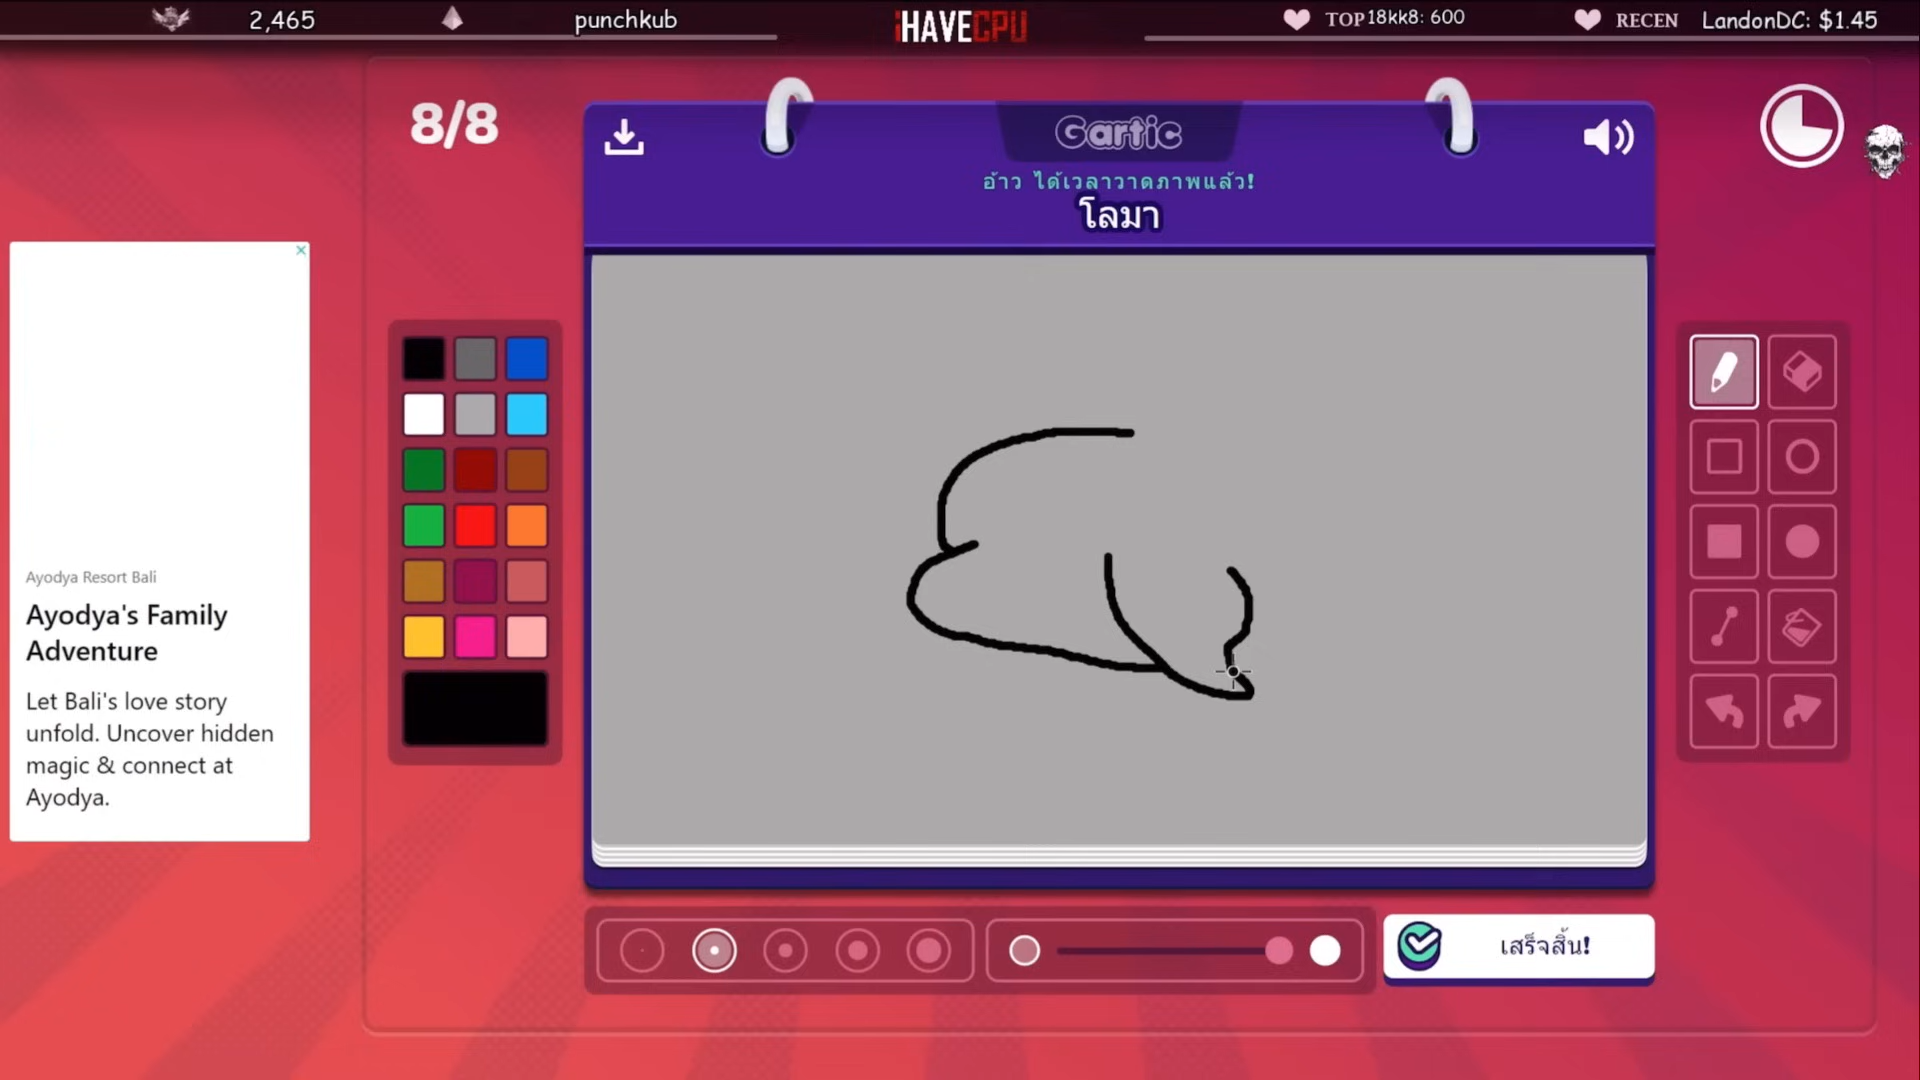 2,465
punchkub
iHAVECPU
TOP 18kk8: 600
RECEN LandonDC: $1.45
8/8
Gartic
อ้าว ได้เวลาวาดภาพแล้ว!
โลมา
Ayodya Resort Bali
Ayodya's Family
Adventure
Let Bali's love story
unfold. Uncover hidden
magic & connect at
Ayodya.
เสร็จสิ้น!